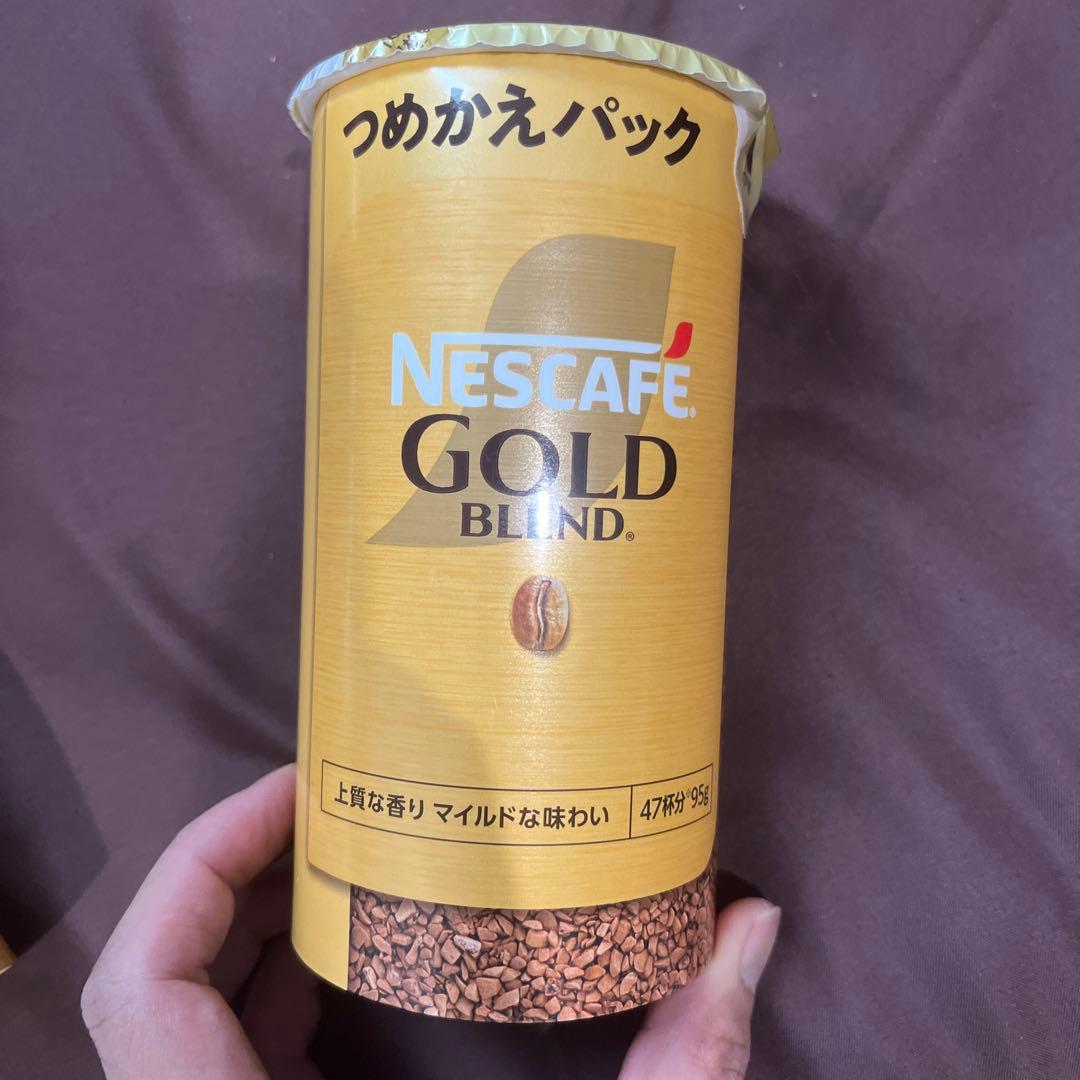 つめかえパック
NESCAFÉ®
GOLD
BLEND®
上質な香り マイルドな味わい
47杯分※95g